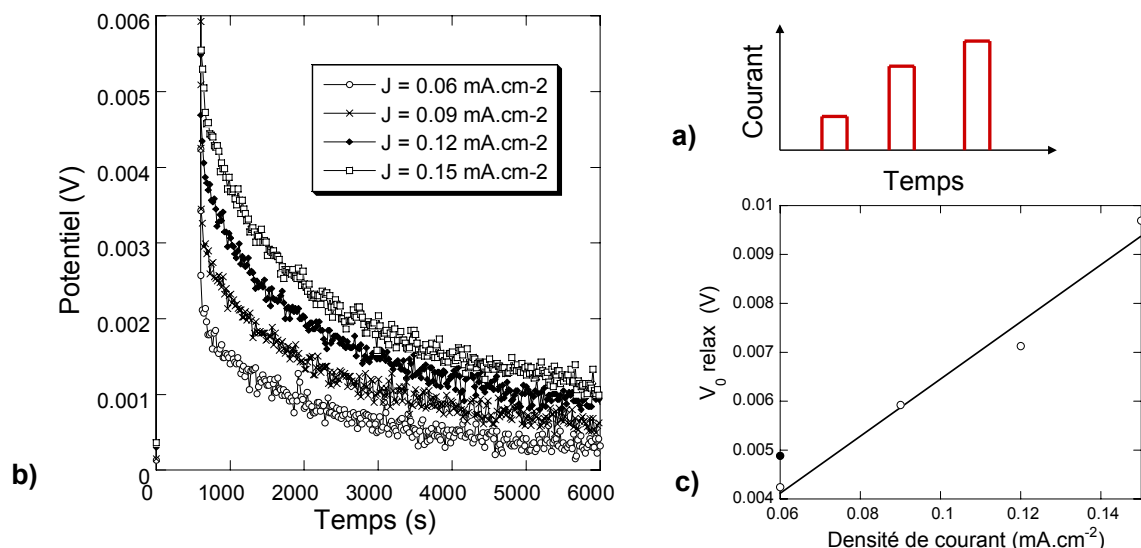 0.006
0.005
0.004
0.003
0.002
0.001
0
Potentiel (V)
J = 0.06 mA.cm-2
J = 0.09 mA.cm-2
J = 0.12 mA.cm-2
J = 0.15 mA.cm-2
0 1000 2000 3000 4000 5000 6000
Temps (s)
b)
Courant
a)
Temps
0.01
0.009
0.008
0.007
0.006
0.005
0.004
V₀ relax (V)
c)
0.06 0.08 0.1 0.12 0.14
Densité de courant (mA.cm⁻²)